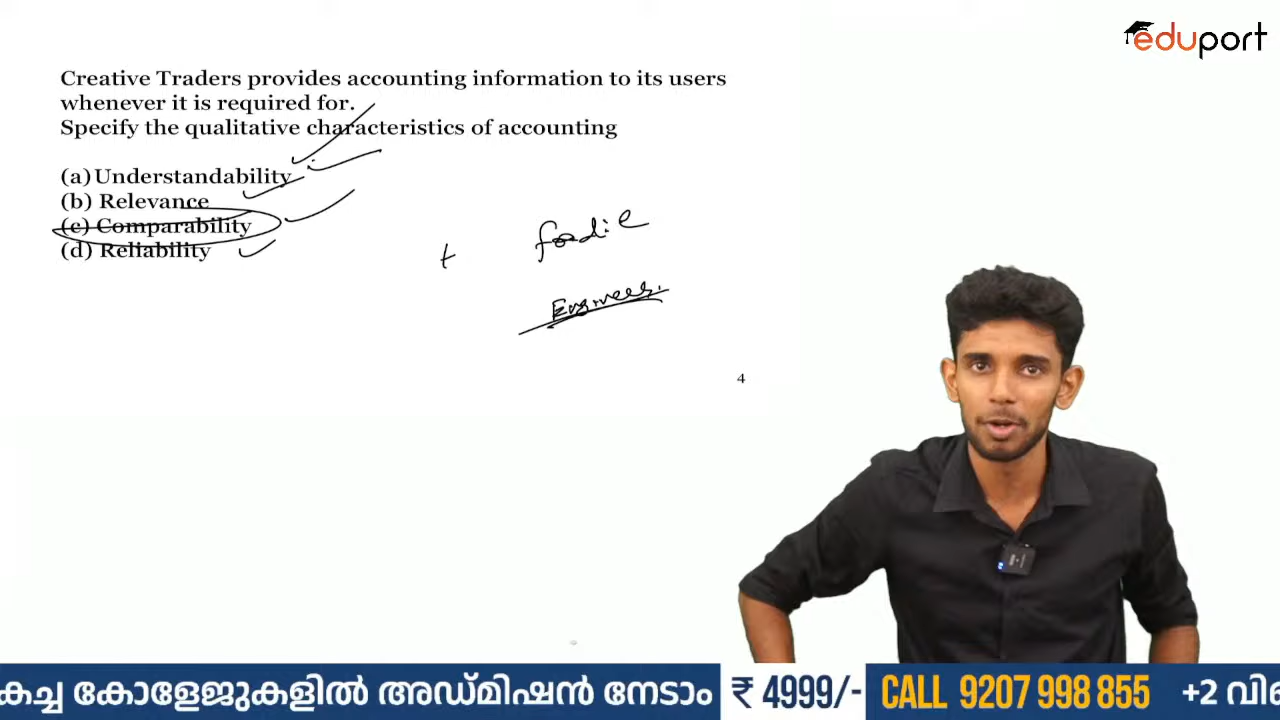 eduport
Creative Traders provides accounting information to its users
whenever it is required for.
Specify the qualitative characteristics of accounting
(a) Understandability
(b) Relevance
(c) Comparability
(d) Reliability
Engineer.
4
കച്ച കോളേജുകളിൽ അഡ്മിഷൻ നേടാം ₹ 4999/- CALL 9207 998 855 +2